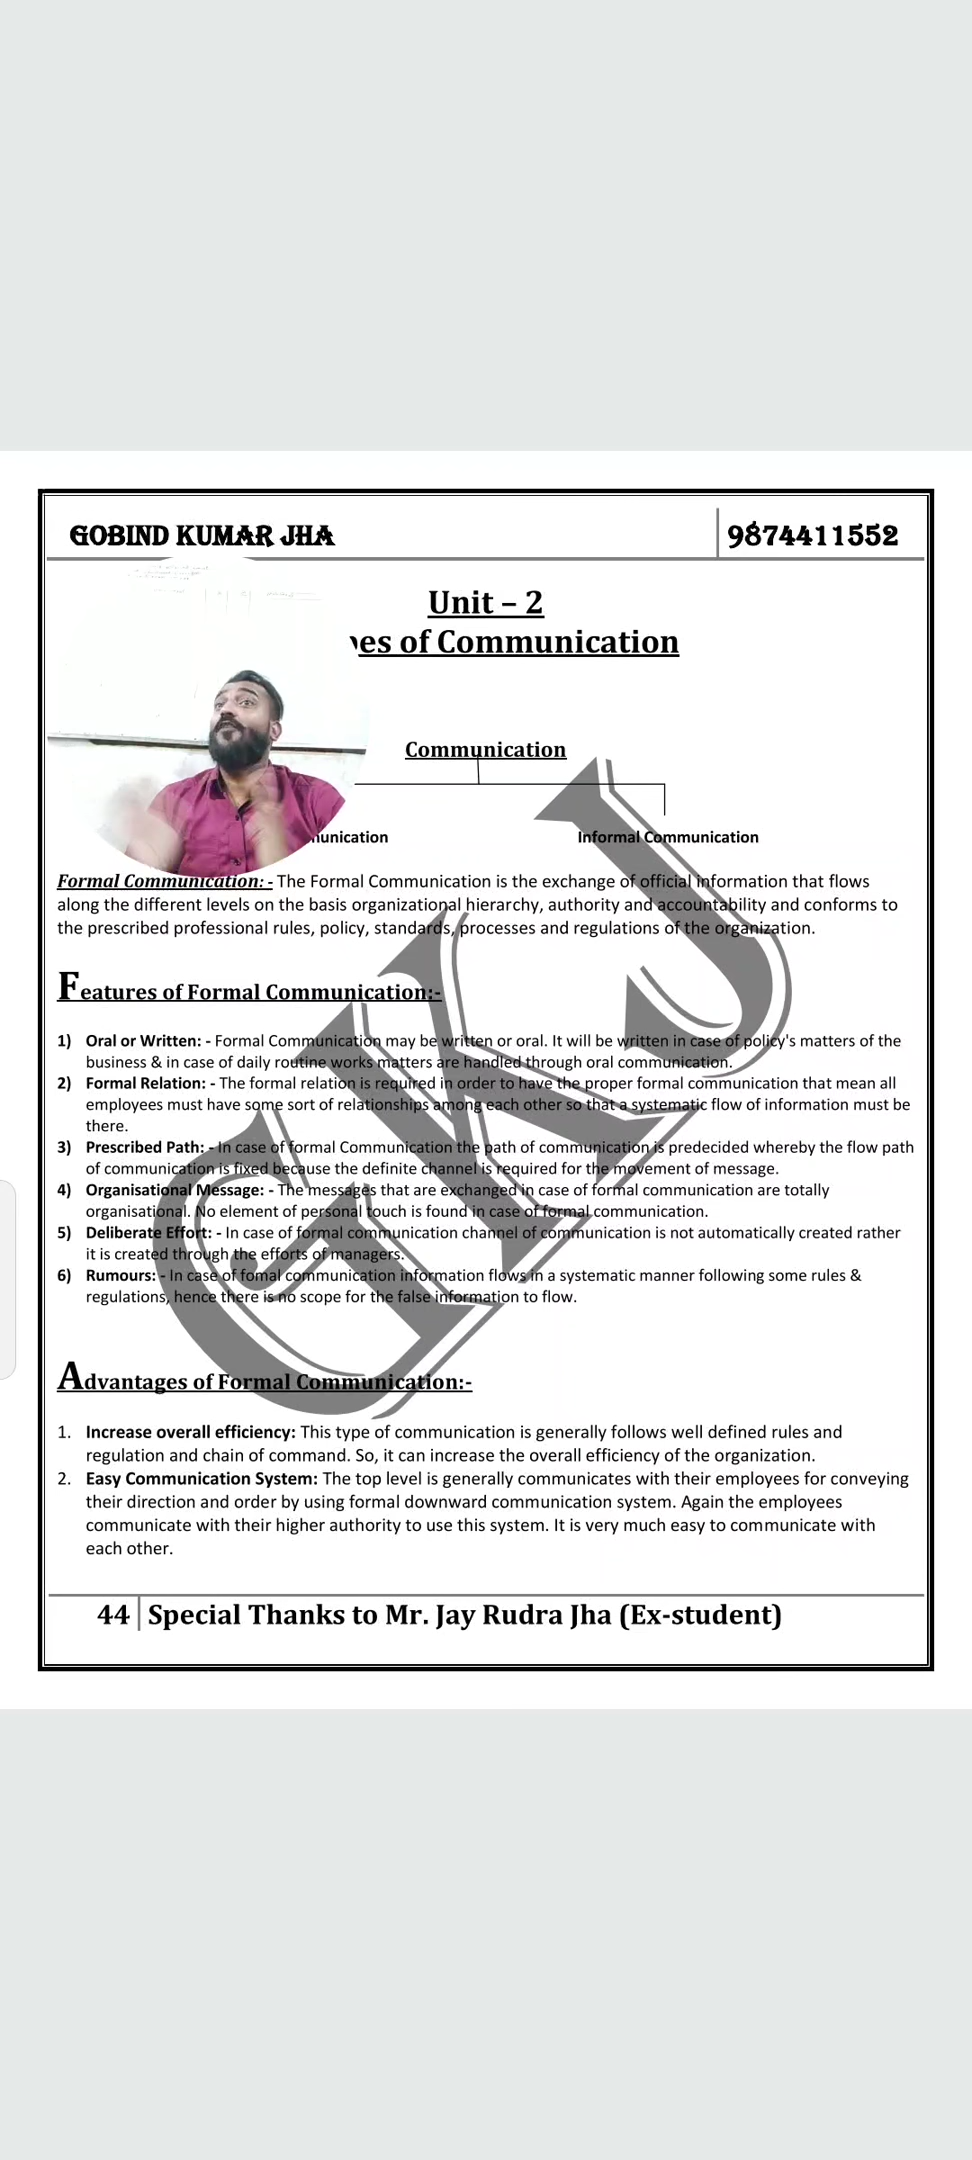 GOBIND KUMAR JHA
9874411552
Unit – 2
es of Communication
Communication
unication
Informal Communication
Formal Communication: - The Formal Communication is the exchange of official information that flows
along the different levels on the basis organizational hierarchy, authority and accountability and conforms to
the prescribed professional rules, policy, standards, processes and regulations of the organization.
Features of Formal Communication:-
1) Oral or Written: - Formal Communication may be written or oral. It will be written in case of policy's matters of the
business & in case of daily routine works matters are handled through oral communication.
2) Formal Relation: - The formal relation is required in order to have the proper formal communication that mean all
employees must have some sort of relationships among each other so that a systematic flow of information must be
there.
3) Prescribed Path: - In case of formal Communication the path of communication is predecided whereby the flow path
of communication is fixed because the definite channel is required for the movement of message.
4) Organisational Message: - The messages that are exchanged in case of formal communication are totally
organisational. No element of personal touch is found in case of formal communication.
5) Deliberate Effort: - In case of formal communication channel of communication is not automatically created rather
it is created through the efforts of managers.
6) Rumours: - In case of fomal communication information flows in a systematic manner following some rules &
regulations, hence there is no scope for the false information to flow.
Advantages of Formal Communication:-
1. Increase overall efficiency: This type of communication is generally follows well defined rules and
regulation and chain of command. So, it can increase the overall efficiency of the organization.
2. Easy Communication System: The top level is generally communicates with their employees for conveying
their direction and order by using formal downward communication system. Again the employees
communicate with their higher authority to use this system. It is very much easy to communicate with
each other.
44 Special Thanks to Mr. Jay Rudra Jha (Ex-student)
GKJ